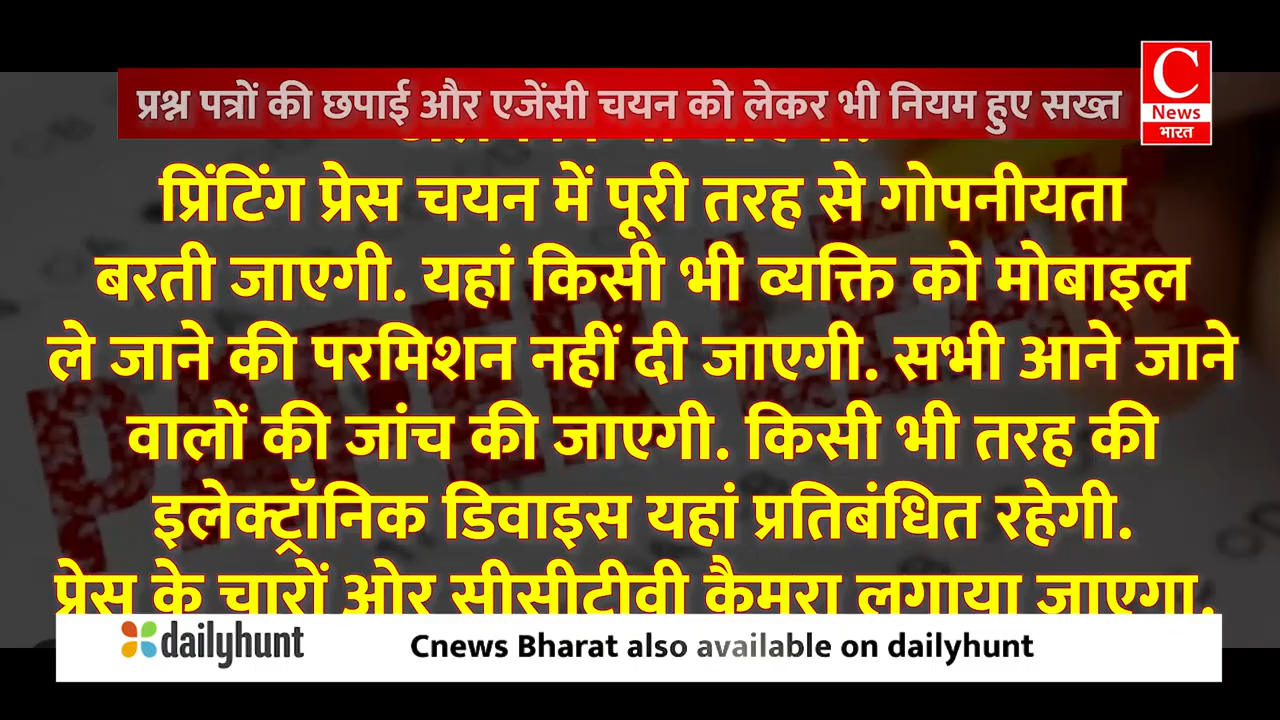 प्रश्न पत्रों की छपाई और एजेंसी चयन को लेकर भी नियम हुए सख्त
C
News
भारत
प्रिंटिंग प्रेस चयन में पूरी तरह से गोपनीयता
बरती जाएगी. यहां किसी भी व्यक्ति को मोबाइल
ले जाने की परमिशन नहीं दी जाएगी. सभी आने जाने
वालों की जांच की जाएगी. किसी भी तरह की
इलेक्ट्रॉनिक डिवाइस यहां प्रतिबंधित रहेगी.
प्रेस के चारों ओर सीसीटीवी कैमरा लगाया जाएगा.
PAPER LEAK
dailyhunt
Cnews Bharat also available on dailyhunt